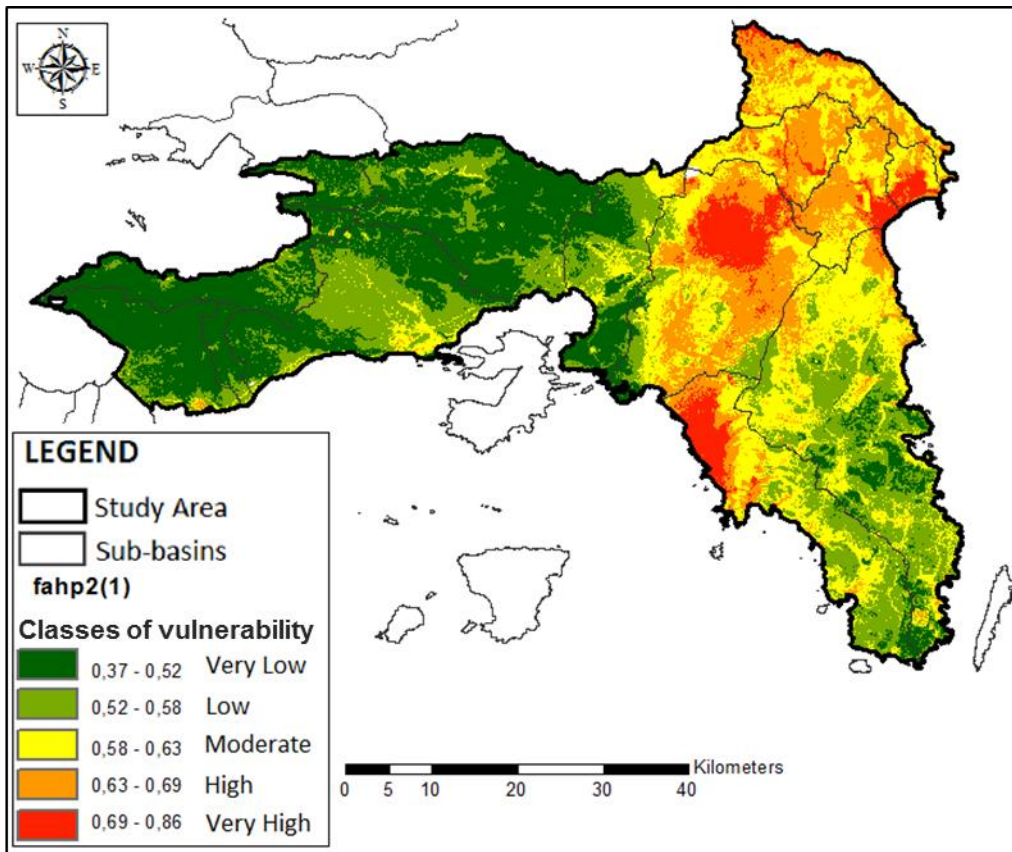 N
W E
S
LEGEND
Study Area
Sub-basins
fahp2(1)
Classes of vulnerability
0,37 - 0,52 Very Low
0,52 - 0,58 Low
0,58 - 0,63 Moderate
0,63 - 0,69 High
0,69 - 0,86 Very High
Kilometers
0 5 10 20 30 40